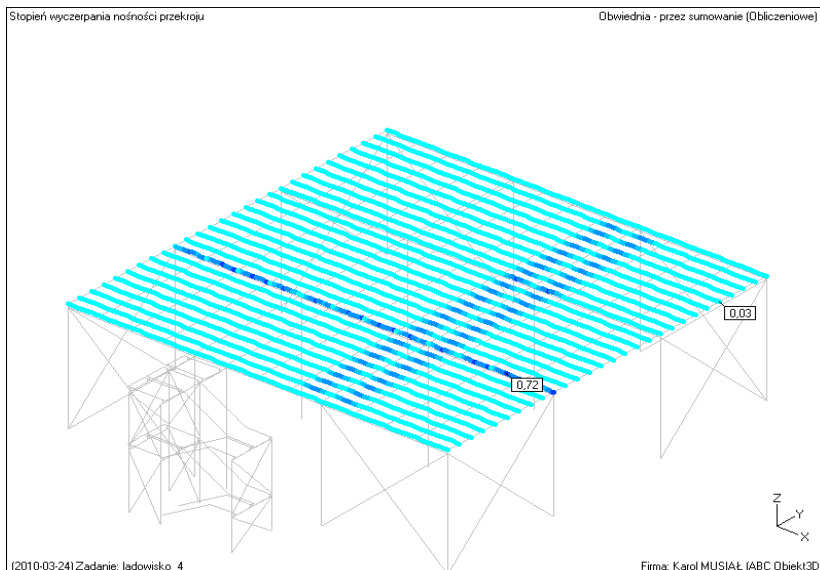 Stopień wyczerpania nośności przekroju
Obwiednia - przez sumowanie (Obliczeniowe)
0,03
0,72
Z
Y
X
(2010-03-24) Zadanie: ladowisko_4
Firma: Karol MUSIAŁ (ABC Obiekt3D